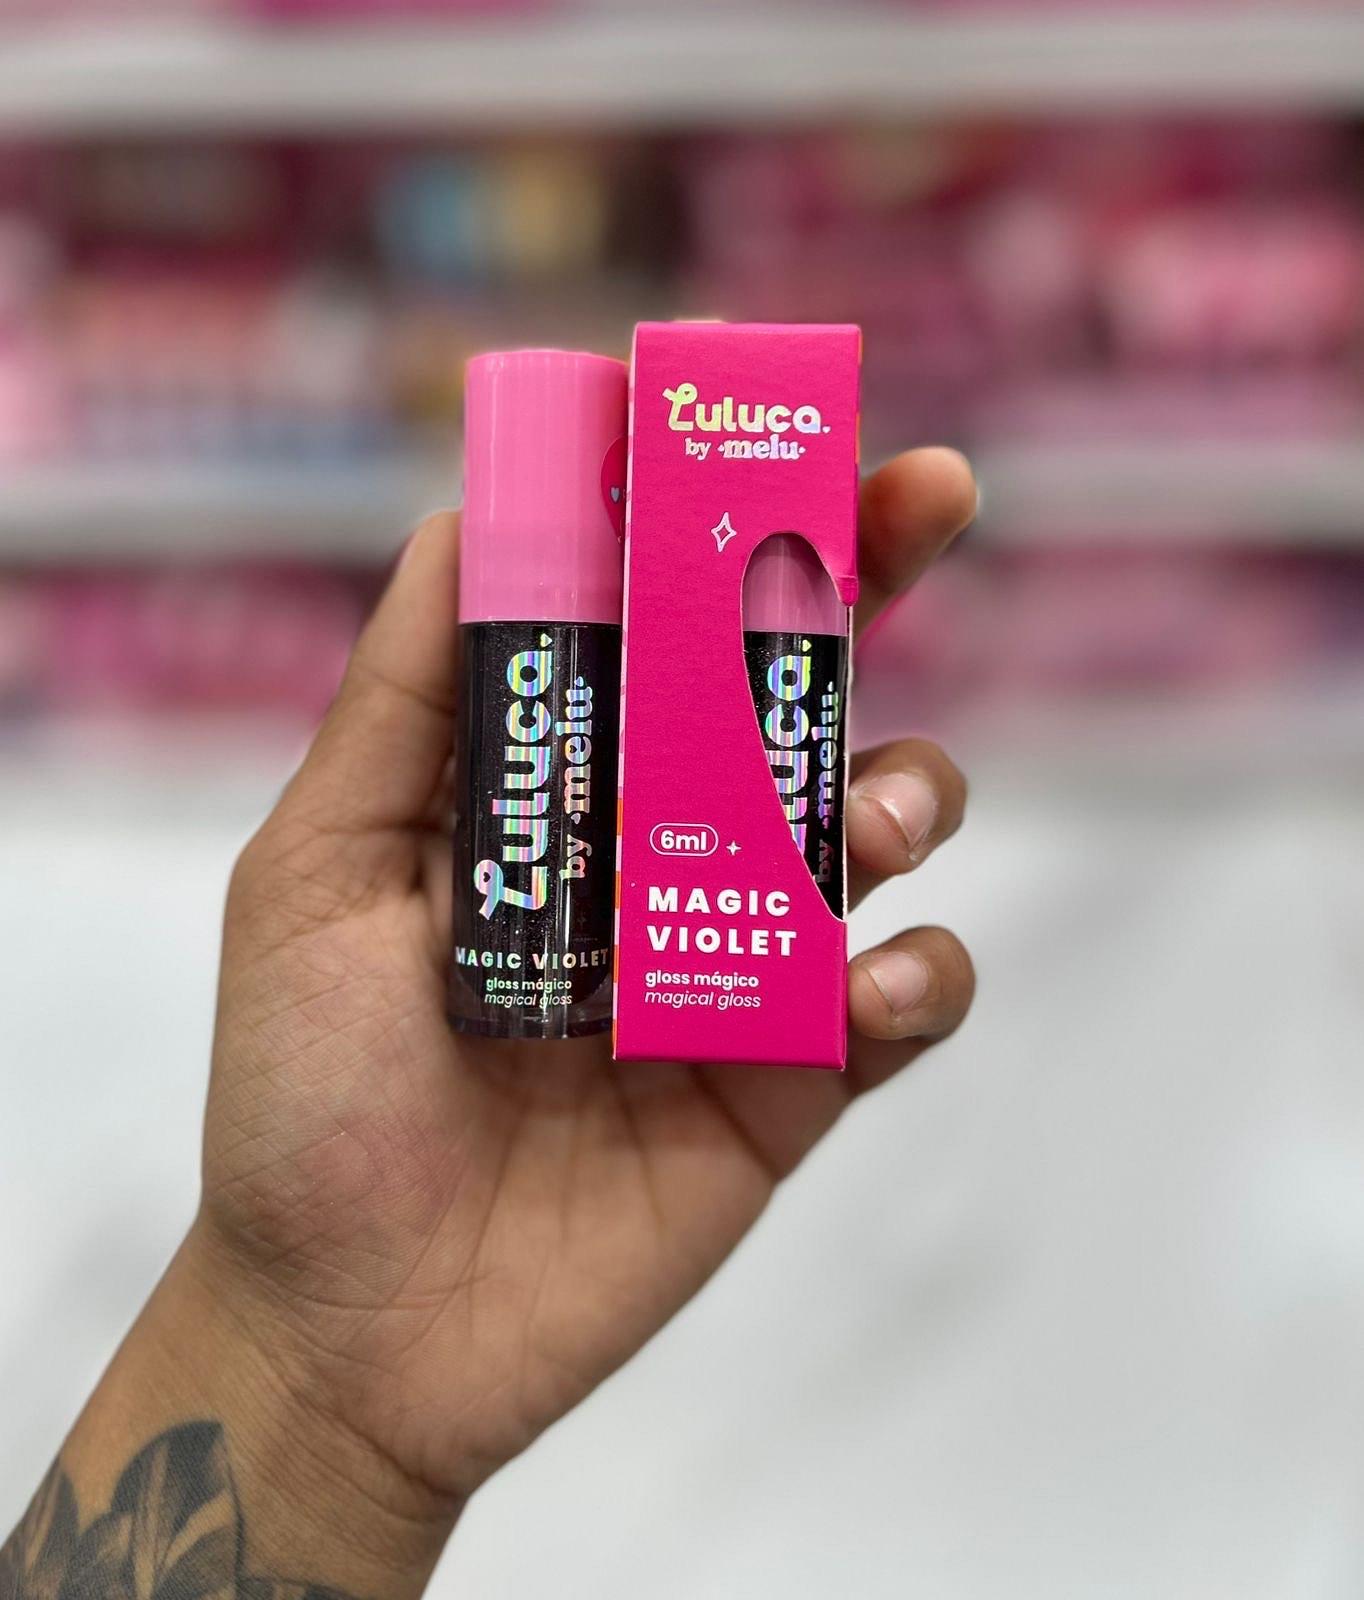 Luluca
by melu
MAGIC VIOLET
gloss mágico
magical gloss
Luluca
by melu
6ml
MAGIC
VIOLET
gloss mágico
magical gloss
by melu